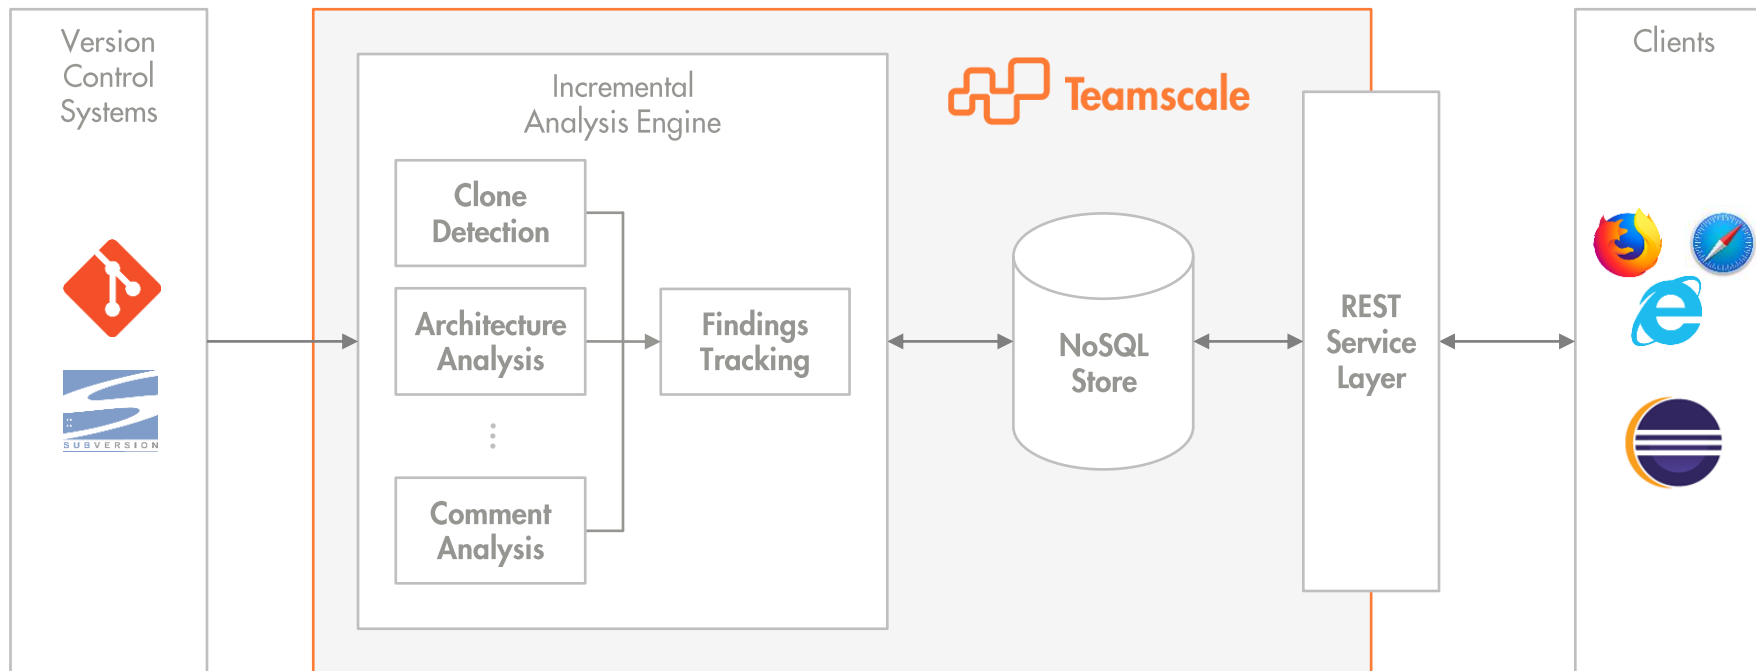 Version
Control
Systems
Incremental
Analysis Engine
Clone
Detection
Architecture
Analysis
Comment
Analysis
Findings
Tracking
Teamscale
NoSQL
Store
REST
Service
Layer
Clients
SUBVERSION